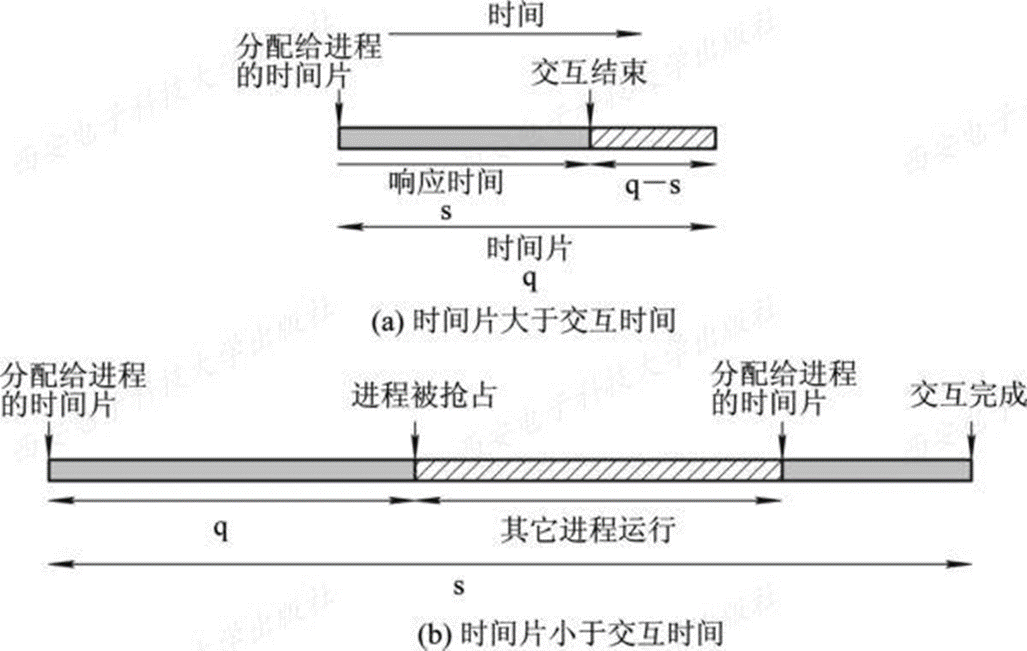 时间
分配给进程
的时间片
交互结束
响应时间
s
q－s
时间片
q
(a) 时间片大于交互时间
分配给进程
的时间片
进程被抢占
分配给进程
的时间片
交互完成
q
其它进程运行
s
(b) 时间片小于交互时间
西安电子科技大学出版社